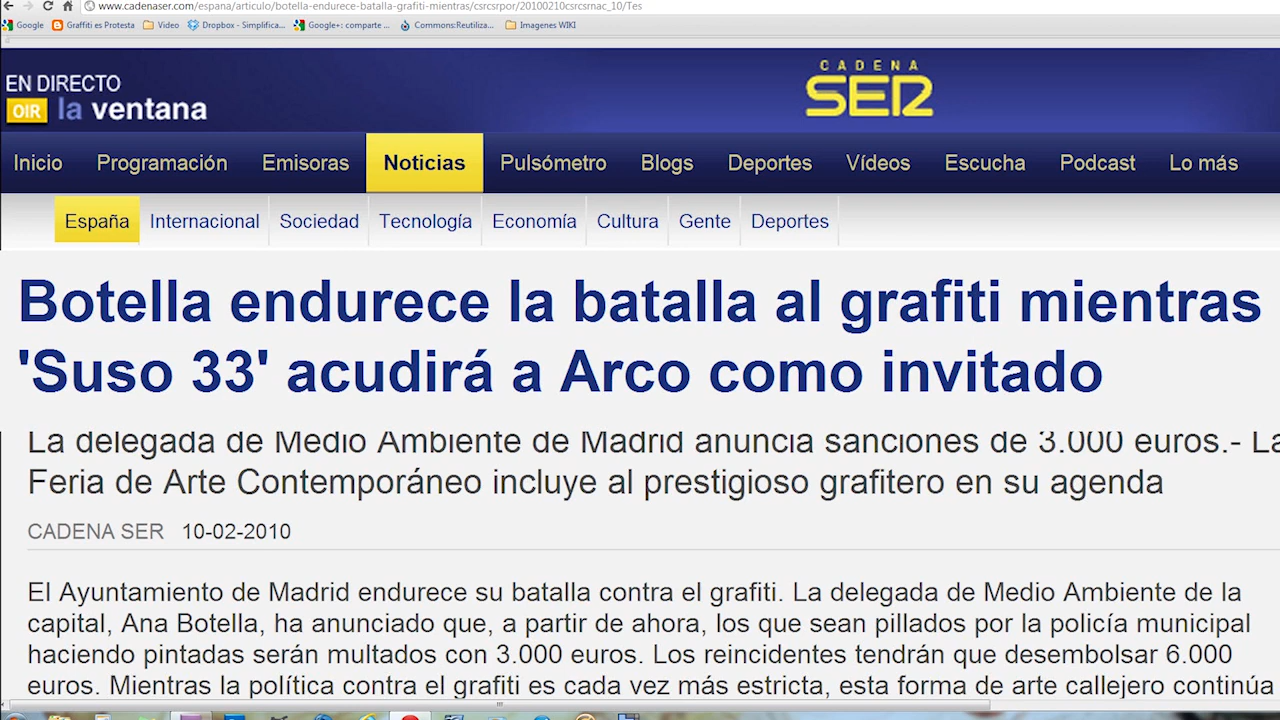 www.cadenaser.com/espana/articulo/botella-endurece-batalla-grafiti-mientras/csrcsrpor/20100210csrcsrnac_10/Tes
Google Graffiti es Protesta Video Dropbox - Simplifica... Google+: comparte ... Commons:Reutiliza... Imagenes WIKI
EN DIRECTO
OIR la ventana
CADENA
SER
Inicio Programación Emisoras Noticias Pulsómetro Blogs Deportes Vídeos Escucha Podcast Lo más
España Internacional Sociedad Tecnología Economía Cultura Gente Deportes
Botella endurece la batalla al grafiti mientras
'Suso 33' acudirá a Arco como invitado
La delegada de Medio Ambiente de Madrid anuncia sanciones de 3.000 euros.- La
Feria de Arte Contemporáneo incluye al prestigioso grafitero en su agenda
CADENA SER 10-02-2010
El Ayuntamiento de Madrid endurece su batalla contra el grafiti. La delegada de Medio Ambiente de la
capital, Ana Botella, ha anunciado que, a partir de ahora, los que sean pillados por la policía municipal
haciendo pintadas serán multados con 3.000 euros. Los reincidentes tendrán que desembolsar 6.000
euros. Mientras la política contra el grafiti es cada vez más estricta, esta forma de arte callejero continúa